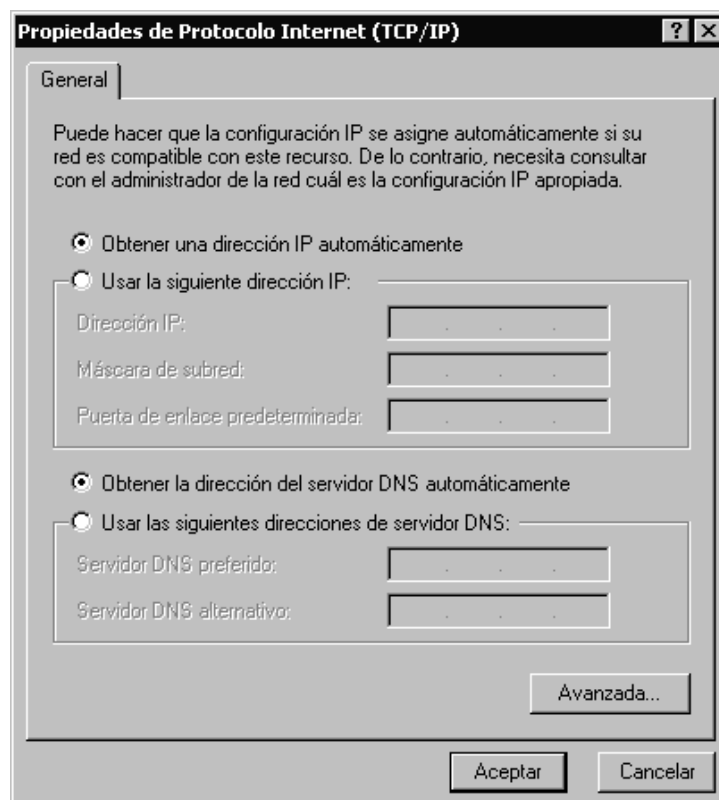 Propiedades de Protocolo Internet (TCP/IP)
General
Puede hacer que la configuración IP se asigne automáticamente si su
red es compatible con este recurso. De lo contrario, necesita consultar
con el administrador de la red cuál es la configuración IP apropiada.
Obtener una dirección IP automáticamente
Usar la siguiente dirección IP:
Dirección IP:
Máscara de subred:
Puerta de enlace predeterminada:
Obtener la dirección del servidor DNS automáticamente
Usar las siguientes direcciones de servidor DNS:
Servidor DNS preferido:
Servidor DNS alternativo:
Avanzada...
Aceptar
Cancelar